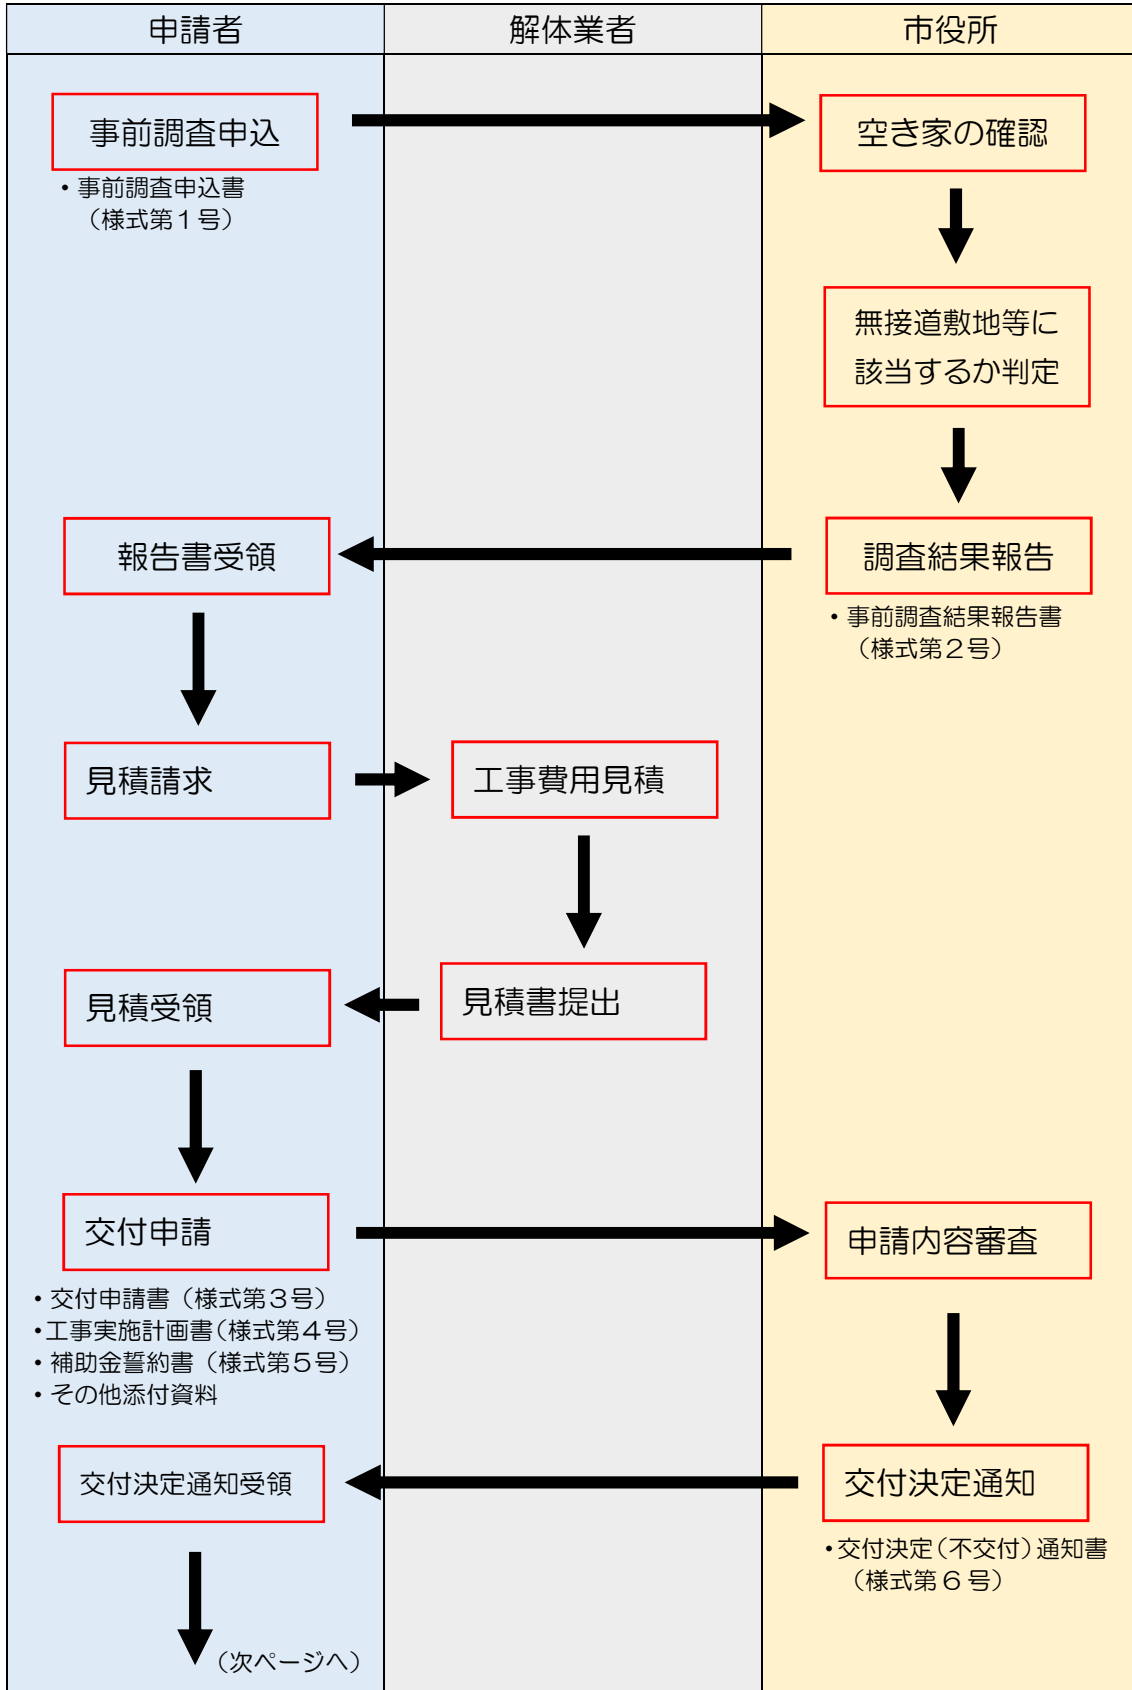 申請者
解体業者
市役所
事前調査申込
空き家の確認
・事前調査申込書
（様式第１号）
無接道敷地等に
該当するか判定
報告書受領
調査結果報告
・事前調査結果報告書
（様式第２号）
見積請求
工事費用見積
見積受領
見積書提出
交付申請
申請内容審査
・交付申請書（様式第３号）
・工事実施計画書（様式第４号）
・補助金誓約書（様式第５号）
・その他添付資料
交付決定通知受領
交付決定通知
・交付決定（不交付）通知書
（様式第６号）
（次ページへ）